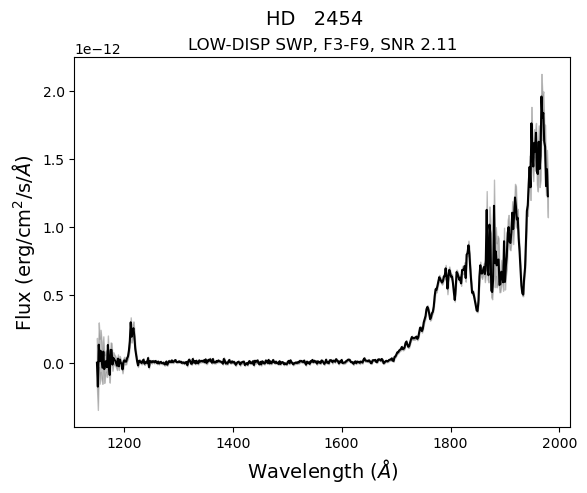 HD 2454
LOW-DISP SWP, F3-F9, SNR 2.11
1e−12
2.0
1.5
1.0
0.5
0.0
Flux (erg/cm²/s/Å)
1200 1400 1600 1800 2000
Wavelength (Å)